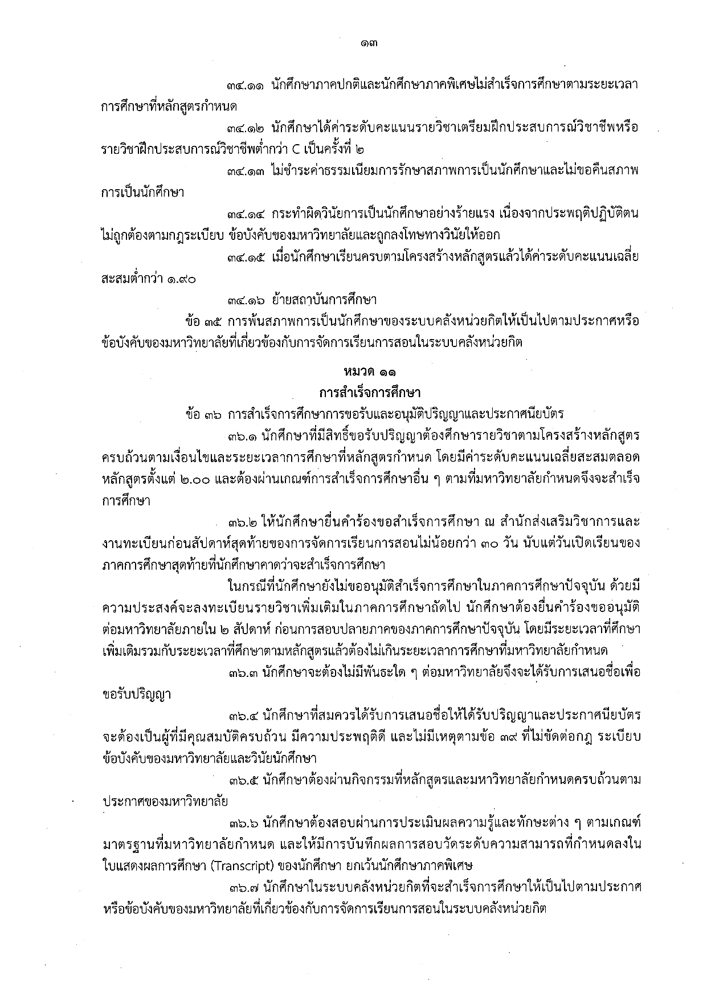 ๑๓
๓๔.๑๑ นักศึกษาภาคปกติและนักศึกษาภาคพิเศษไม่สำเร็จการศึกษาตามระยะเวลา
การศึกษาที่หลักสูตรกำหนด
๓๔.๑๒ นักศึกษาได้ค่าระดับคะแนนรายวิชาเตรียมฝึกประสบการณ์วิชาชีพหรือ
รายวิชาฝึกประสบการณ์วิชาชีพต่ำกว่า C เป็นครั้งที่ ๒
๓๔.๑๓ ไม่ชำระค่าธรรมเนียมการรักษาสภาพการเป็นนักศึกษาและไม่ขอคืนสภาพ
การเป็นนักศึกษา
๓๔.๑๔ กระทำผิดวินัยการเป็นนักศึกษาอย่างร้ายแรง เนื่องจากประพฤติปฏิบัติตน
ไม่ถูกต้องตามกฎระเบียบ ข้อบังคับของมหาวิทยาลัยและถูกลงโทษทางวินัยให้ออก
๓๔.๑๕ เมื่อนักศึกษาเรียนครบตามโครงสร้างหลักสูตรแล้วได้ค่าระดับคะแนนเฉลี่ย
สะสมต่ำกว่า ๑.๙๐
๓๔.๑๖ ย้ายสถาบันการศึกษา
ข้อ ๓๕ การพ้นสภาพการเป็นนักศึกษาของระบบคลังหน่วยกิตให้เป็นไปตามประกาศหรือ
ข้อบังคับของมหาวิทยาลัยที่เกี่ยวข้องกับการจัดการเรียนการสอนในระบบคลังหน่วยกิต
หมวด ๑๑
การสำเร็จการศึกษา
ข้อ ๓๖ การสำเร็จการศึกษาการขอรับและอนุมัติปริญญาและประกาศนียบัตร
๓๖.๑ นักศึกษาที่มีสิทธิ์ขอรับปริญญาต้องศึกษารายวิชาตามโครงสร้างหลักสูตร
ครบถ้วนตามเงื่อนไขและระยะเวลาการศึกษาที่หลักสูตรกำหนด โดยมีค่าระดับคะแนนเฉลี่ยสะสมตลอด
หลักสูตรตั้งแต่ ๒.๐๐ และต้องผ่านเกณฑ์การสำเร็จการศึกษาอื่น ๆ ตามที่มหาวิทยาลัยกำหนดจึงจะสำเร็จ
การศึกษา
๓๖.๒ ให้นักศึกษายื่นคำร้องขอสำเร็จการศึกษา ณ สำนักส่งเสริมวิชาการและ
งานทะเบียนก่อนสัปดาห์สุดท้ายของการจัดการเรียนการสอนไม่น้อยกว่า ๓๐ วัน นับแต่วันเปิดเรียนของ
ภาคการศึกษาสุดท้ายที่นักศึกษาคาดว่าจะสำเร็จการศึกษา
ในกรณีที่นักศึกษายังไม่ขออนุมัติสำเร็จการศึกษาในภาคการศึกษาปัจจุบัน ด้วยมี
ความประสงค์จะลงทะเบียนรายวิชาเพิ่มเติมในภาคการศึกษาถัดไป นักศึกษาต้องยื่นคำร้องขออนุมัติ
ต่อมหาวิทยาลัยภายใน ๒ สัปดาห์ ก่อนการสอบปลายภาคของภาคการศึกษาปัจจุบัน โดยมีระยะเวลาที่ศึกษา
เพิ่มเติมรวมกับระยะเวลาที่ศึกษาตามหลักสูตรแล้วต้องไม่เกินระยะเวลาการศึกษาที่มหาวิทยาลัยกำหนด
๓๖.๓ นักศึกษาจะต้องไม่มีพันธะใด ๆ ต่อมหาวิทยาลัยจึงจะได้รับการเสนอชื่อเพื่อ
ขอรับปริญญา
๓๖.๔ นักศึกษาที่สมควรได้รับการเสนอชื่อให้ได้รับปริญญาและประกาศนียบัตร
จะต้องเป็นผู้ที่มีคุณสมบัติครบถ้วน มีความประพฤติดี และไม่มีเหตุตามข้อ ๓๙ ที่ไม่ขัดต่อกฎ ระเบียบ
ข้อบังคับของมหาวิทยาลัยและวินัยนักศึกษา
๓๖.๕ นักศึกษาต้องผ่านกิจกรรมที่หลักสูตรและมหาวิทยาลัยกำหนดครบถ้วนตาม
ประกาศของมหาวิทยาลัย
๓๖.๖ นักศึกษาต้องสอบผ่านการประเมินผลความรู้และทักษะต่าง ๆ ตามเกณฑ์
มาตรฐานที่มหาวิทยาลัยกำหนด และให้มีการบันทึกผลการสอบวัดระดับความสามารถที่กำหนดลงใน
ใบแสดงผลการศึกษา (Transcript) ของนักศึกษา ยกเว้นนักศึกษาภาคพิเศษ
๓๖.๗ นักศึกษาในระบบคลังหน่วยกิตที่จะสำเร็จการศึกษาให้เป็นไปตามประกาศ
หรือข้อบังคับของมหาวิทยาลัยที่เกี่ยวข้องกับการจัดการเรียนการสอนในระบบคลังหน่วยกิต